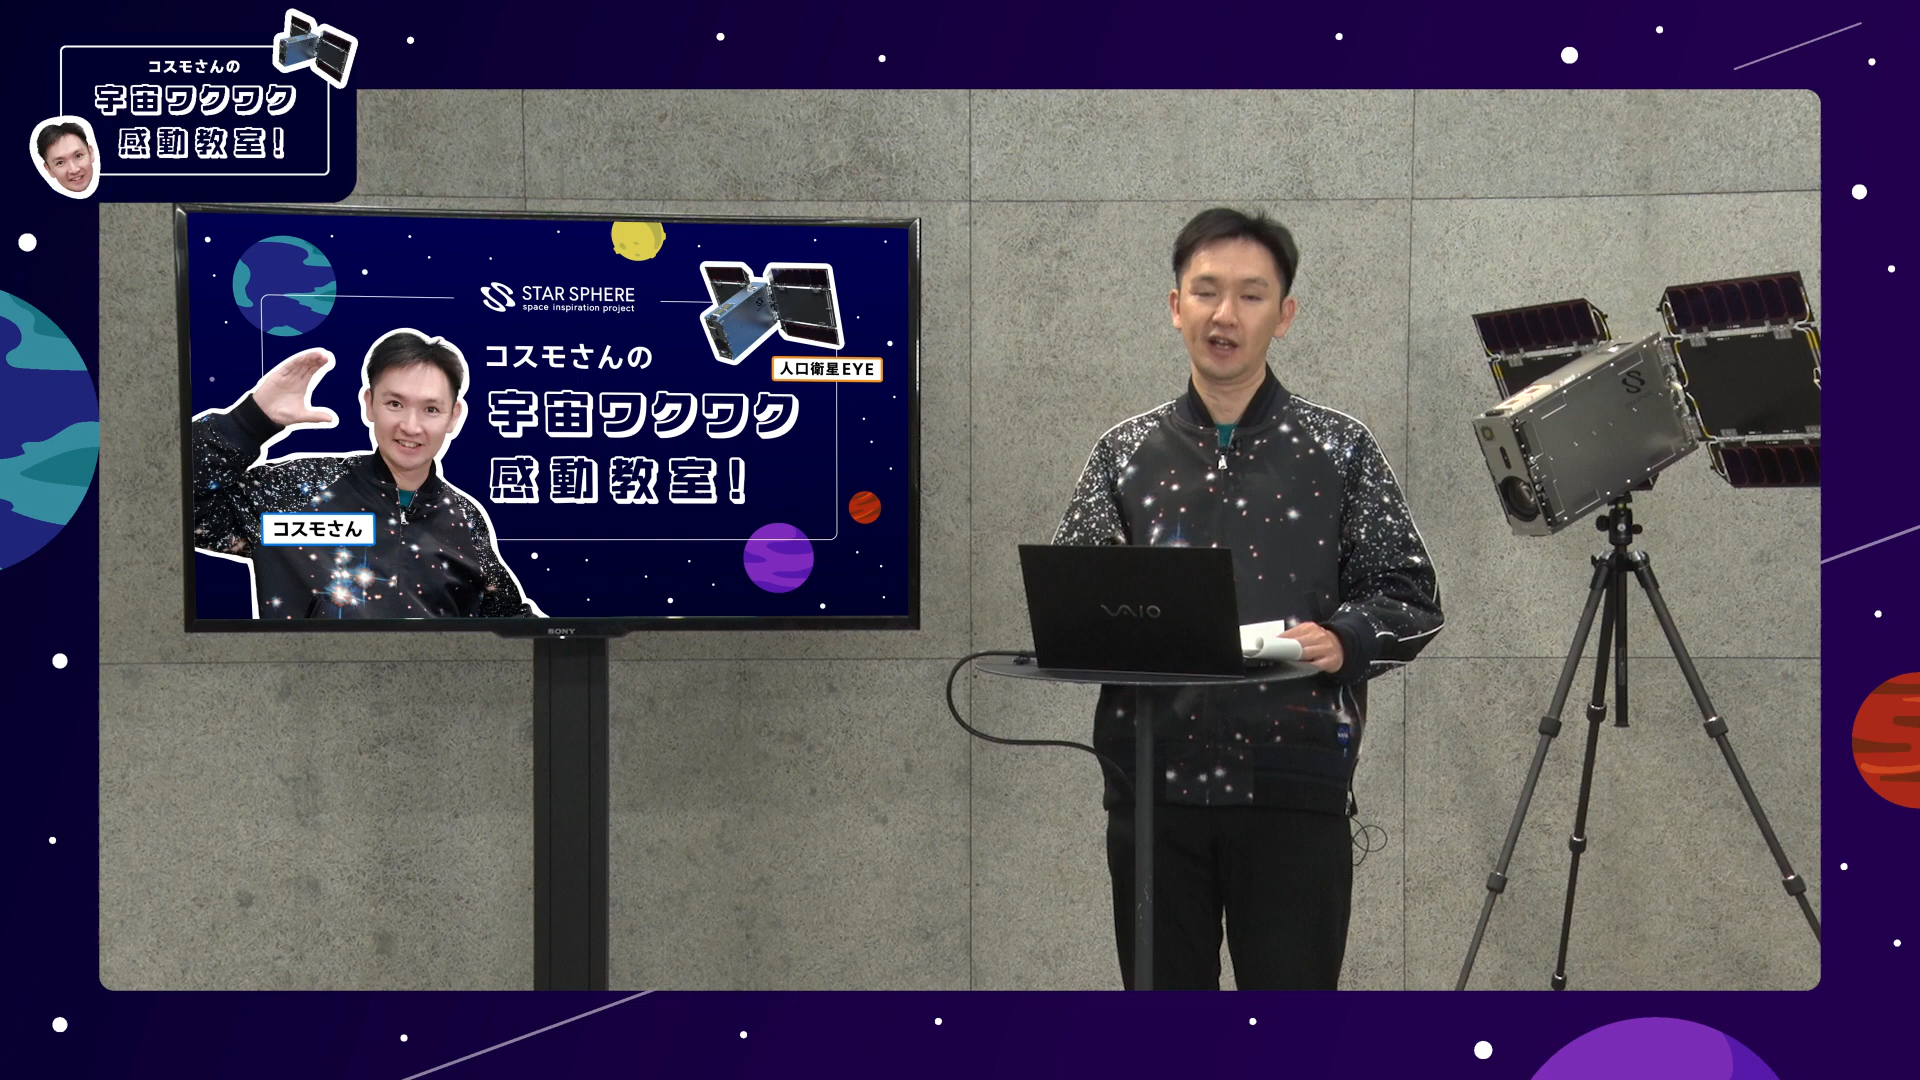 コスモさんの
宇宙ワクワク
感動教室!
STAR SPHERE
space inspiration project
コスモさんの
宇宙ワクワク
感動教室!
人口衛星EYE
コスモさん
SONY
VAIO